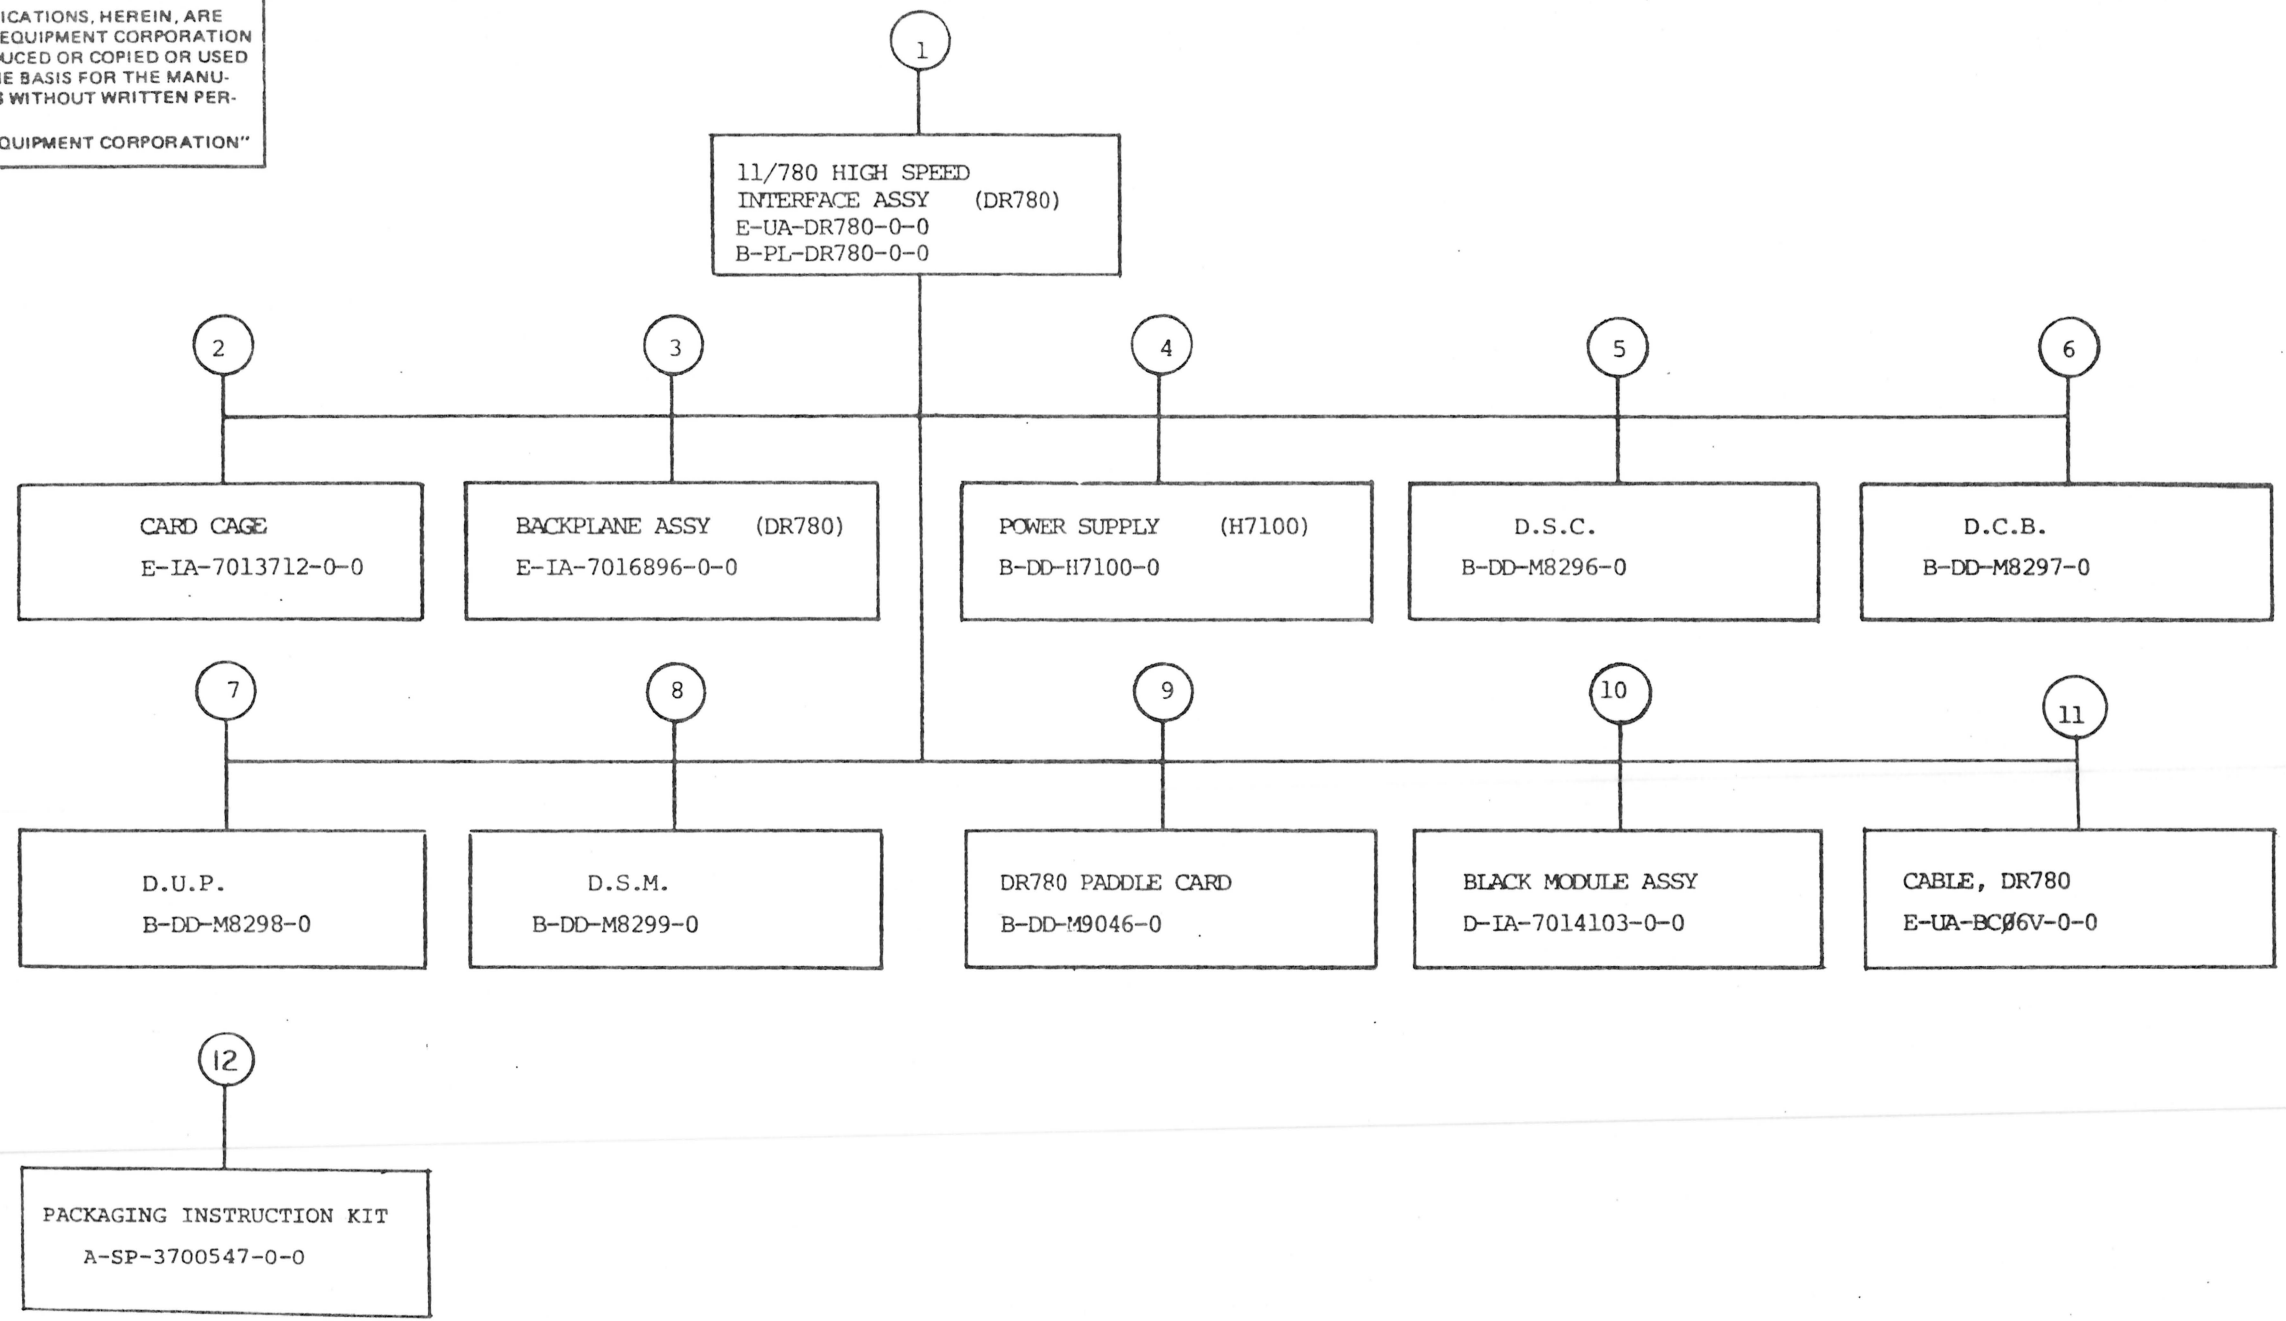 ICATIONS, HEREIN, ARE
EQUIPMENT CORPORATION
UCED OR COPIED OR USED
E BASIS FOR THE MANU-
S WITHOUT WRITTEN PER-
QUIPMENT CORPORATION"
1
11/780 HIGH SPEED
INTERFACE ASSY (DR780)
E-UA-DR780-0-0
B-PL-DR780-0-0
2
3
4
5
6
CARD CAGE
E-IA-7013712-0-0
BACKPLANE ASSY (DR780)
E-IA-7016896-0-0
POWER SUPPLY (H7100)
B-DD-H7100-0
D.S.C.
B-DD-M8296-0
D.C.B.
B-DD-M8297-0
7
8
9
10
11
D.U.P.
B-DD-M8298-0
D.S.M.
B-DD-M8299-0
DR780 PADDLE CARD
B-DD-M9046-0
BLACK MODULE ASSY
D-IA-7014103-0-0
CABLE, DR780
E-UA-BCØ6V-0-0
12
PACKAGING INSTRUCTION KIT
A-SP-3700547-0-0